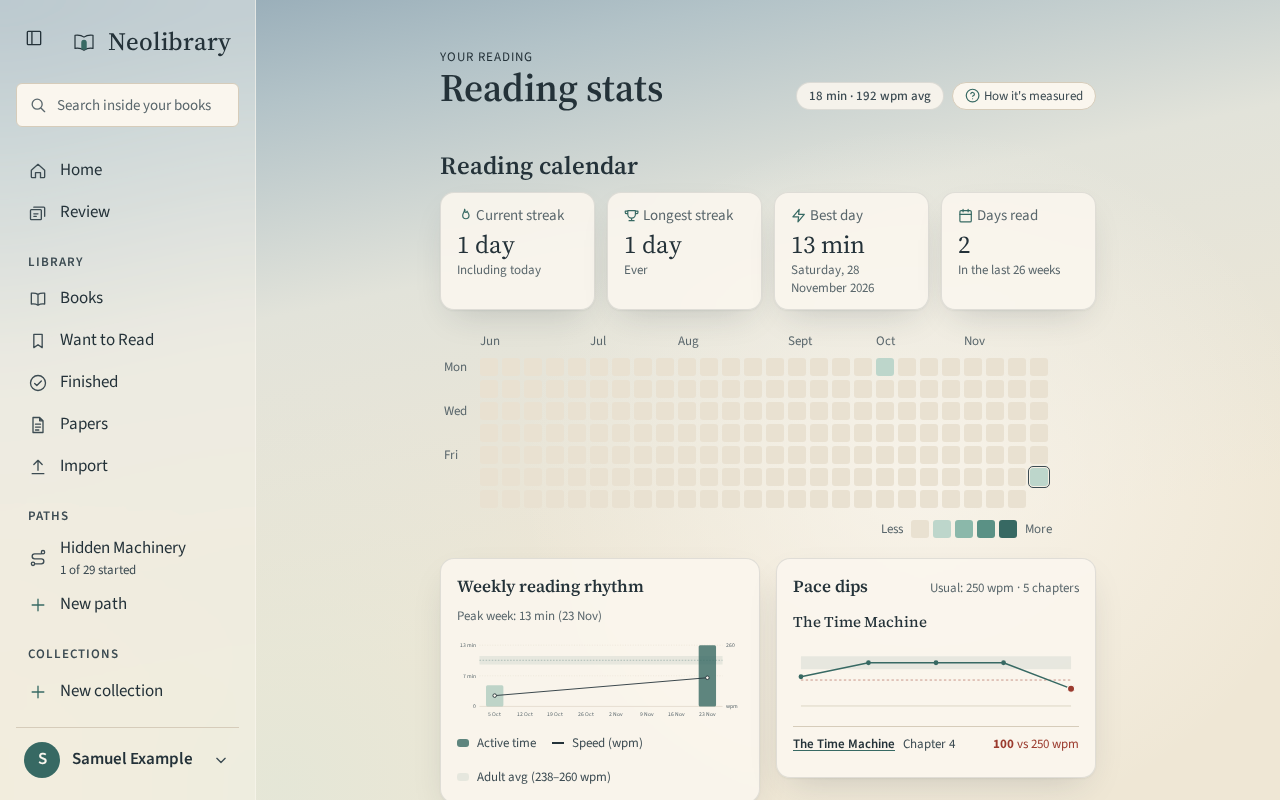 Neolibrary
Search inside your books
Home
Review
LIBRARY
Books
Want to Read
Finished
Papers
Import
PATHS
Hidden Machinery
1 of 29 started
New path
COLLECTIONS
New collection
S
Samuel Example
YOUR READING
Reading stats
18 min · 192 wpm avg
How it's measured
Reading calendar
Current streak
1 day
Including today
Longest streak
1 day
Ever
Best day
13 min
Saturday, 28
November 2026
Days read
2
In the last 26 weeks
Jun Jul Aug Sept Oct Nov
Mon
Wed
Fri
Less More
Weekly reading rhythm
Peak week: 13 min (23 Nov)
13 min 260
7 min
0 wpm
5 Oct 12 Oct 19 Oct 26 Oct 2 Nov 9 Nov 16 Nov 23 Nov
Active time Speed (wpm)
Adult avg (238–260 wpm)
Pace dips Usual: 250 wpm · 5 chapters
The Time Machine
The Time Machine Chapter 4 100 vs 250 wpm